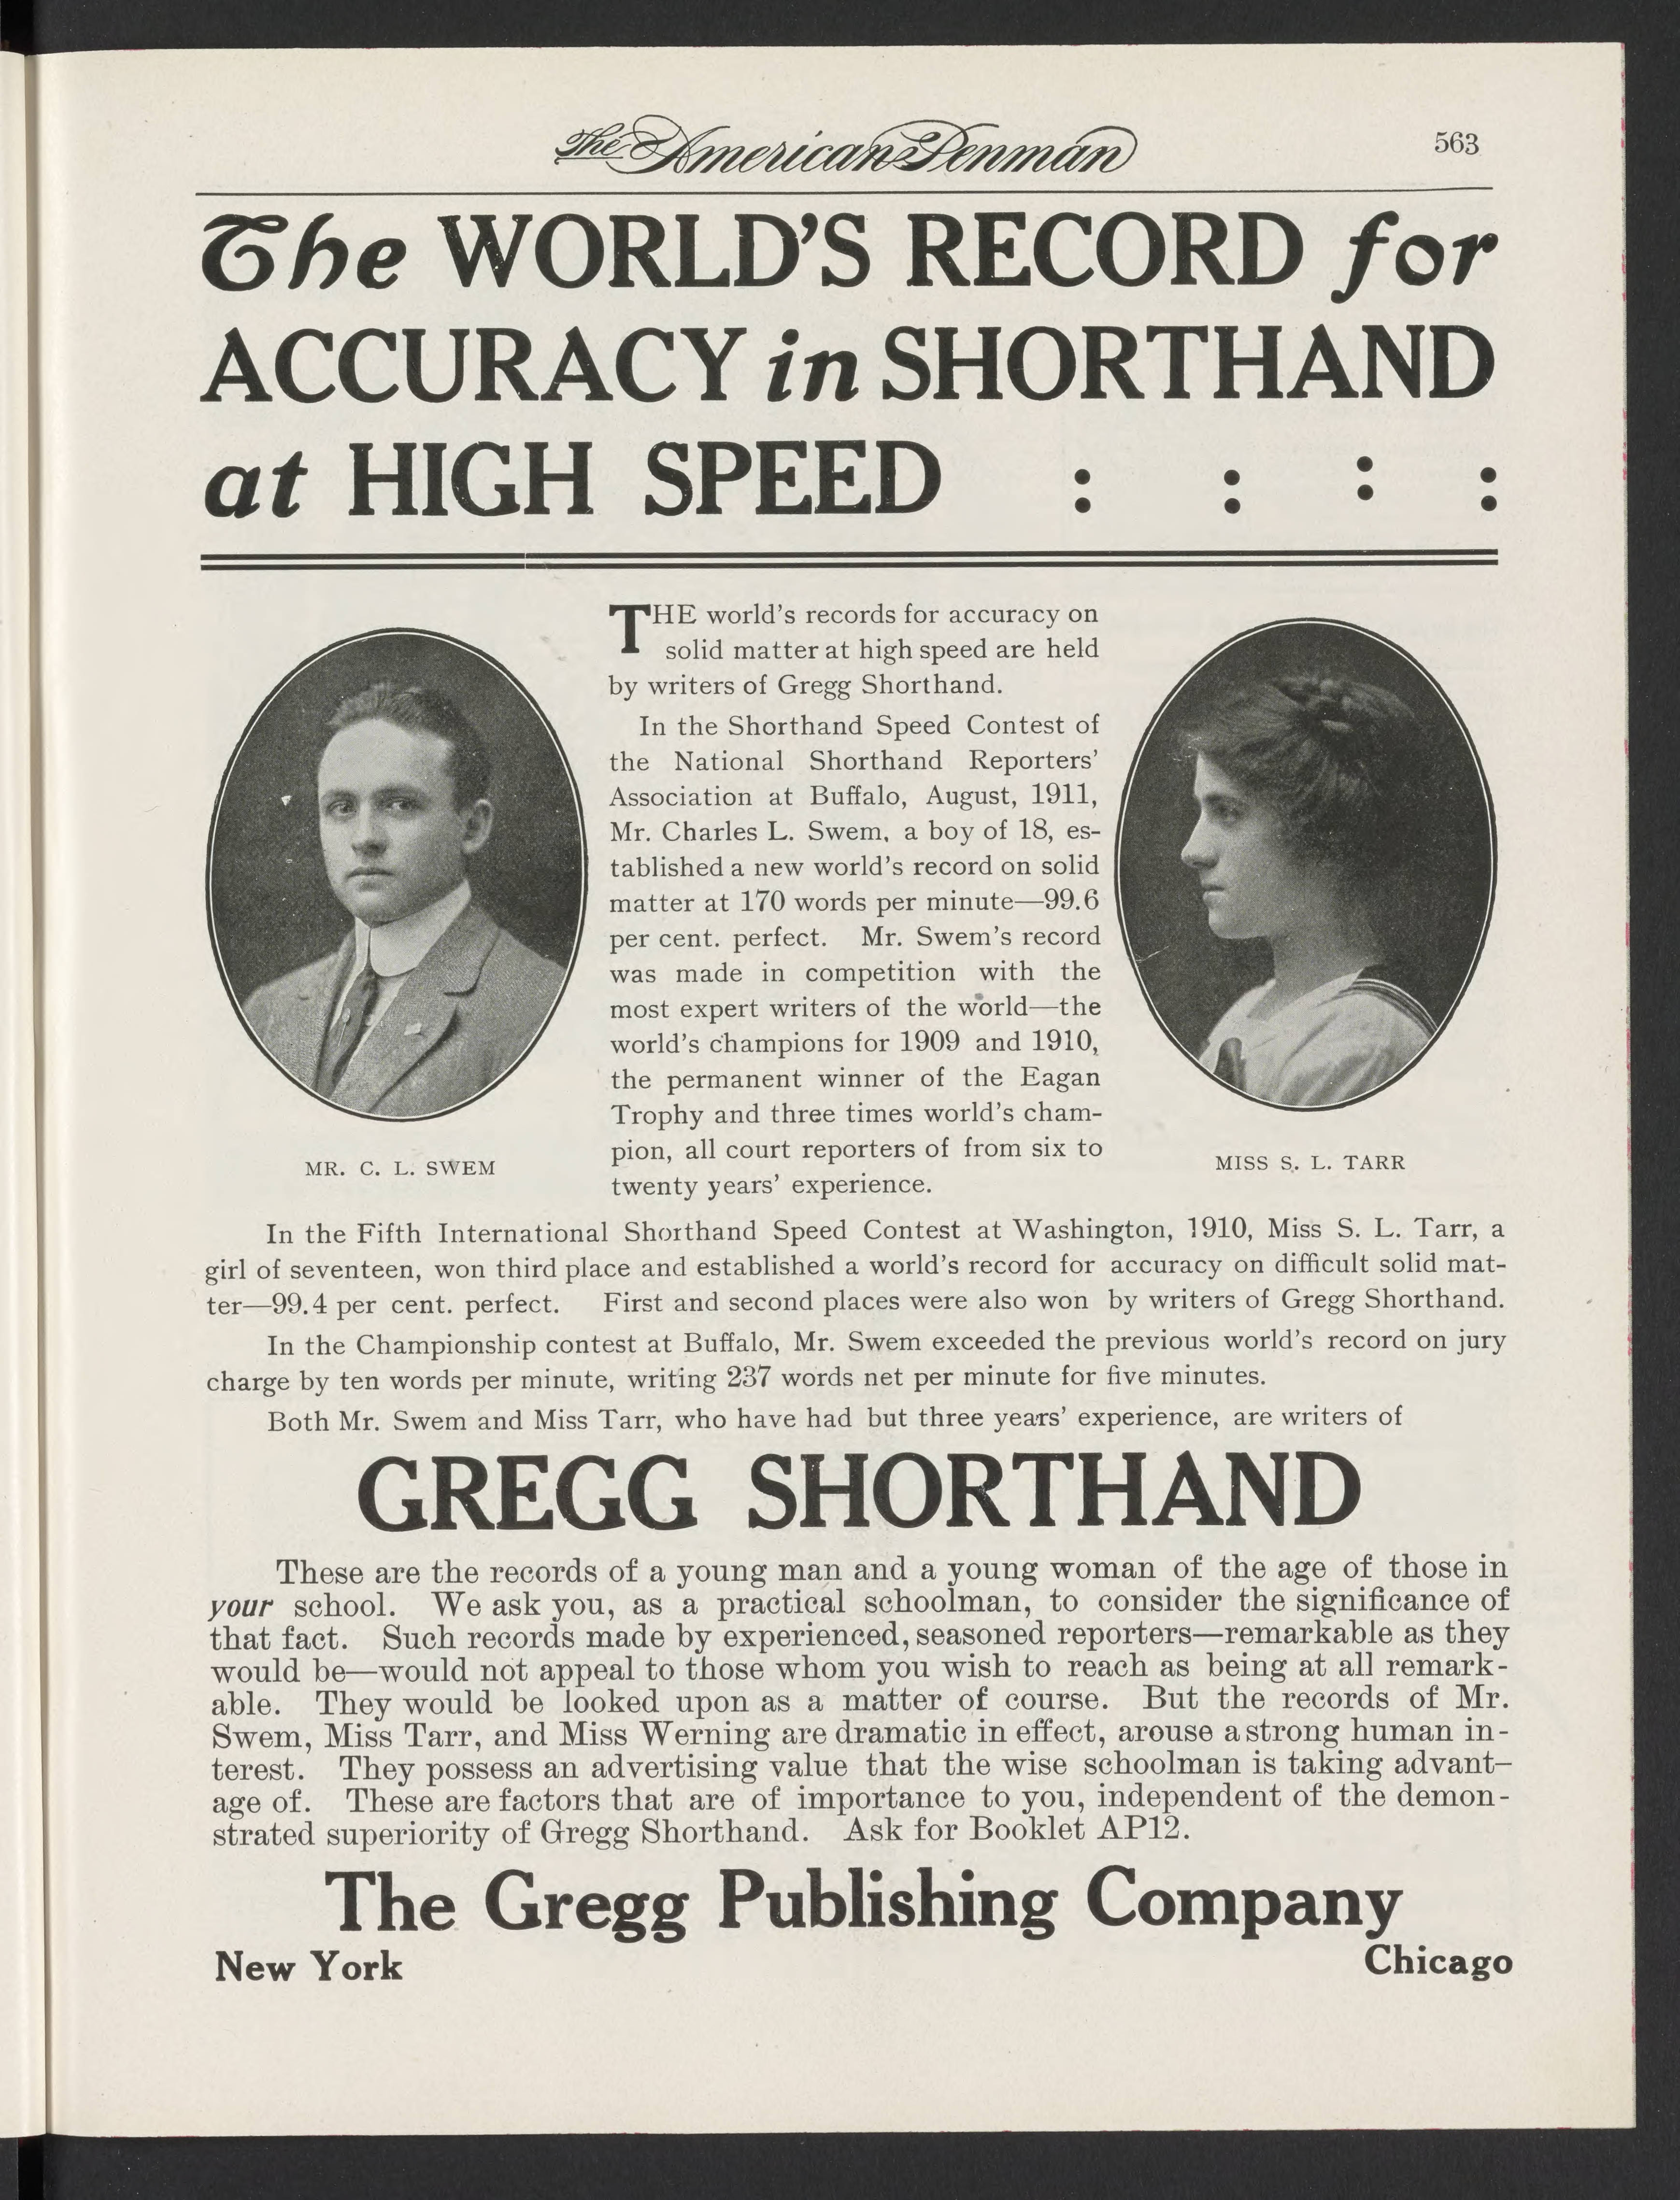 The American Penman
563
The WORLD'S RECORD for
ACCURACY in SHORTHAND
at HIGH SPEED : : : :
THE world's records for accuracy on
solid matter at high speed are held
by writers of Gregg Shorthand.
In the Shorthand Speed Contest of
the National Shorthand Reporters'
Association at Buffalo, August, 1911,
Mr. Charles L. Swem, a boy of 18, es-
tablished a new world's record on solid
matter at 170 words per minute—99.6
per cent. perfect. Mr. Swem's record
was made in competition with the
most expert writers of the world—the
world's champions for 1909 and 1910,
the permanent winner of the Eagan
Trophy and three times world's cham-
pion, all court reporters of from six to
twenty years' experience.
MR. C. L. SWEM
MISS S. L. TARR
In the Fifth International Shorthand Speed Contest at Washington, 1910, Miss S. L. Tarr, a
girl of seventeen, won third place and established a world's record for accuracy on difficult solid mat-
ter—99.4 per cent. perfect. First and second places were also won by writers of Gregg Shorthand.
In the Championship contest at Buffalo, Mr. Swem exceeded the previous world's record on jury
charge by ten words per minute, writing 237 words net per minute for five minutes.
Both Mr. Swem and Miss Tarr, who have had but three years' experience, are writers of
GREGG SHORTHAND
These are the records of a young man and a young woman of the age of those in
your school. We ask you, as a practical schoolman, to consider the significance of
that fact. Such records made by experienced, seasoned reporters—remarkable as they
would be—would not appeal to those whom you wish to reach as being at all remark-
able. They would be looked upon as a matter of course. But the records of Mr.
Swem, Miss Tarr, and Miss Werning are dramatic in effect, arouse a strong human in-
terest. They possess an advertising value that the wise schoolman is taking advant-
age of. These are factors that are of importance to you, independent of the demon-
strated superiority of Gregg Shorthand. Ask for Booklet AP12.
The Gregg Publishing Company
New York
Chicago